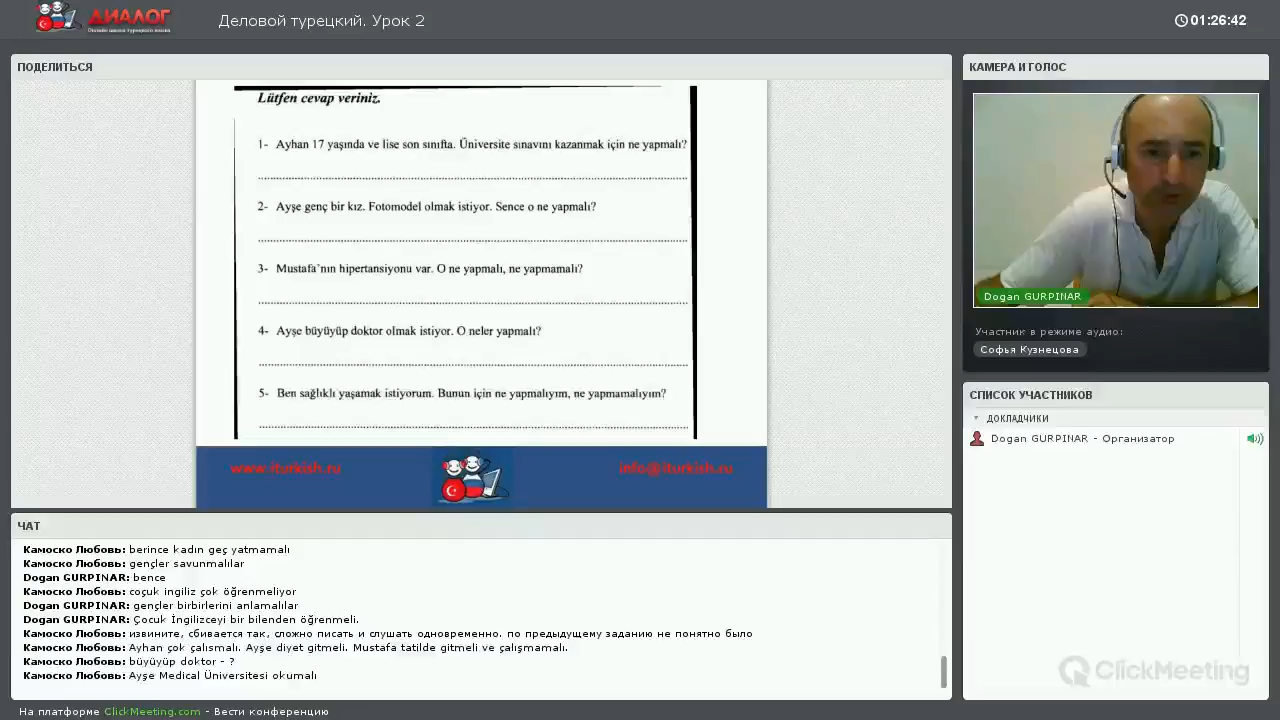 ДИАЛОГ
Онлайн школа турецкого языка
Деловой турецкий. Урок 2
01:26:42
ПОДЕЛИТЬСЯ
Lütfen cevap veriniz.
1- Ayhan 17 yaşında ve lise son sınıfta. Üniversite sınavını kazanmak için ne yapmalı?
2- Ayşe genç bir kız. Fotomodel olmak istiyor. Sence o ne yapmalı?
3- Mustafa'nın hipertansiyonu var. O ne yapmalı, ne yapmamalı?
4- Ayşe büyüyüp doktor olmak istiyor. O neler yapmalı?
5- Ben sağlıklı yaşamak istiyorum. Bunun için ne yapmalıyım, ne yapmamalıyım?
www.iturkish.ru
info@iturkish.ru
КАМЕРА И ГОЛОС
Dogan GURPINAR
Участник в режиме аудио:
Софья Кузнецова
СПИСОК УЧАСТНИКОВ
ДОКЛАДЧИКИ
Dogan GURPINAR - Организатор
ЧАТ
Камоско Любовь: berince kadın geç yatmamalı
Камоско Любовь: gençler savunmalılar
Dogan GURPINAR: bence
Камоско Любовь: coşuk ingiliz çok öğrenmeliyor
Dogan GURPINAR: gençler birbirlerini anlamalılar
Dogan GURPINAR: Çocuk İngilizceyi bir bilenden öğrenmeli.
Камоско Любовь: извините, сбивается так, сложно писать и слушать одновременно. по предыдущему заданию не понятно было
Камоско Любовь: Ayhan çok çalısmalı. Ayşe diyet gitmeli. Mustafa tatilde gitmeli ve çalışmamalı.
Камоско Любовь: büyüyüp doktor - ?
Камоско Любовь: Ayşe Medical Üniversitesi okumalı
ClickMeeting
На платформе ClickMeeting.com - Вести конференцию